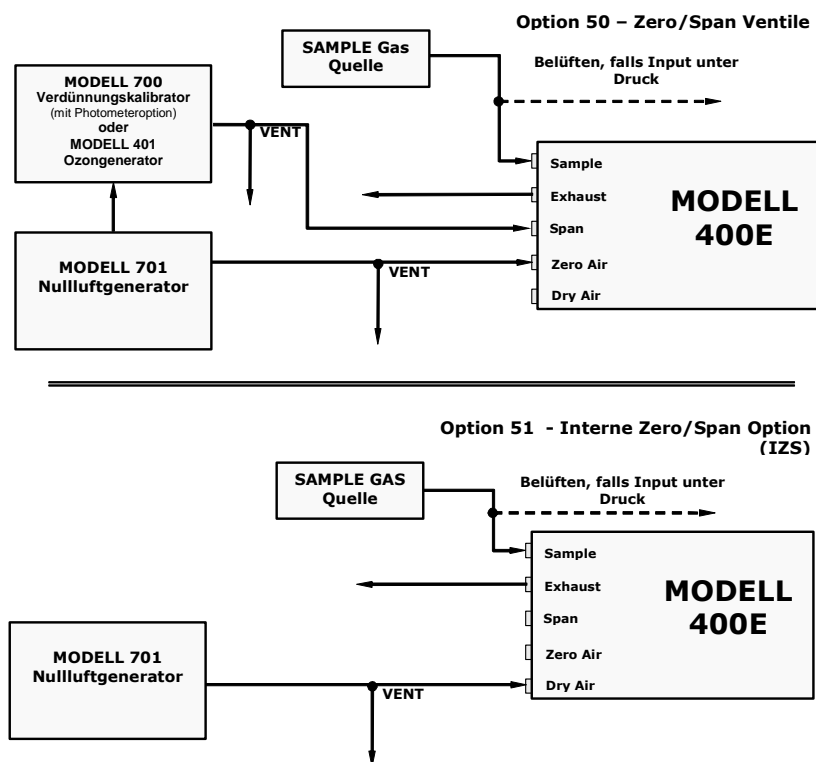 Option 50 – Zero/Span Ventile
SAMPLE Gas
Quelle
Belüften, falls Input unter
Druck
MODELL 700
Verdünnungskalibrator
(mit Photometeroption)
oder
MODELL 401
Ozongenerator
VENT
Sample
Exhaust
Span
Zero Air
Dry Air
MODELL
400E
MODELL 701
Nullluftgenerator
VENT
Option 51 - Interne Zero/Span Option
(IZS)
SAMPLE GAS
Quelle
Belüften, falls Input unter
Druck
Sample
Exhaust
Span
Zero Air
Dry Air
MODELL
400E
MODELL 701
Nullluftgenerator
VENT